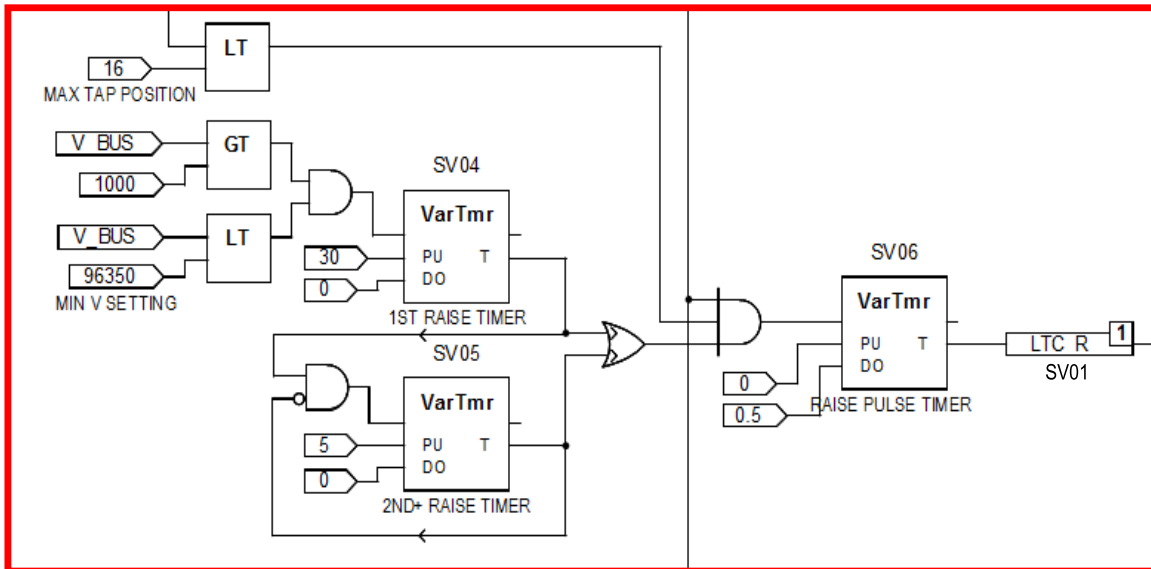 LT
16
MAX TAP POSITION
V_BUS
GT
1000
V_BUS
LT
96350
MIN V SETTING
SV04
VarTmr
30
PU T
0
DO
1ST RAISE TIMER
SV05
VarTmr
5
PU T
0
DO
2ND+ RAISE TIMER
SV06
VarTmr
PU T
0
DO
0.5
RAISE PULSE TIMER
1
LTC_R
SV01